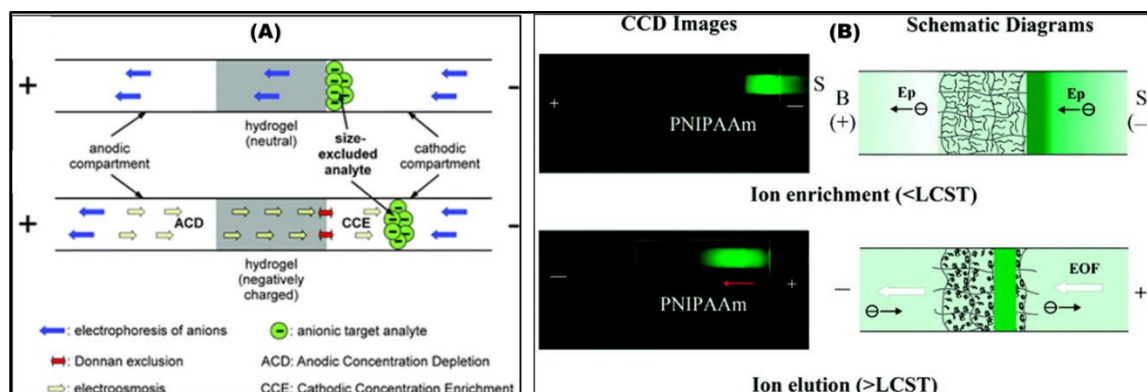 (A)
+
-
hydrogel
(neutral)
anodic
compartment
size-
excluded
analyte
cathodic
compartment
+
ACD
CCE
-
hydrogel
(negatively
charged)
: electrophoresis of anions
: anionic target analyte
: Donnan exclusion
ACD: Anodic Concentration Depletion
: electroosmosis
CCE: Cathodic Concentration Enrichment
CCD Images
(B)
Schematic Diagrams
+
—
PNIPAAm
S
B
(+)
Ep
⊖
Ep
⊖
S
(—)
Ion enrichment (<LCST)
—
+
PNIPAAm
—
⊖
EOF
⊖
+
Ion elution (>LCST)